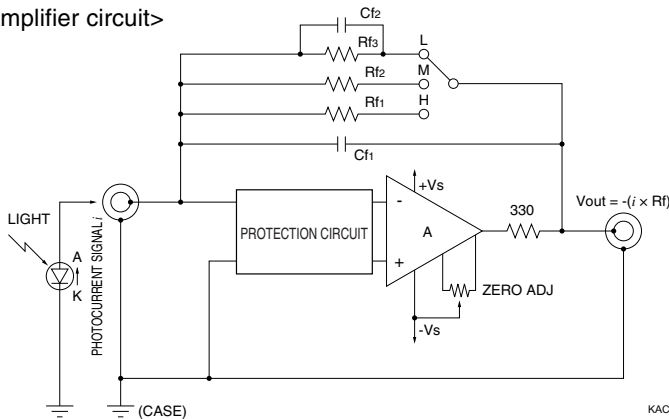 mplifier circuit>
Cf2
Rf3
L
Rf2
M
Rf1
H
Cf1
+Vs
-
330
Vout = -(i × Rf)
LIGHT
A
K
PHOTOCURRENT SIGNAL i
PROTECTION CIRCUIT
A
+
ZERO ADJ
-Vs
(CASE)
KAC